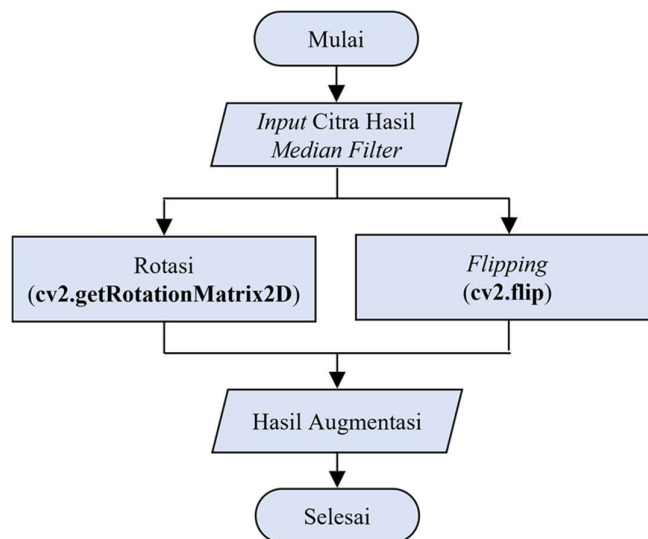 Mulai
Input Citra Hasil
Median Filter
Rotasi
(cv2.getRotationMatrix2D)
Flipping
(cv2.flip)
Hasil Augmentasi
Selesai